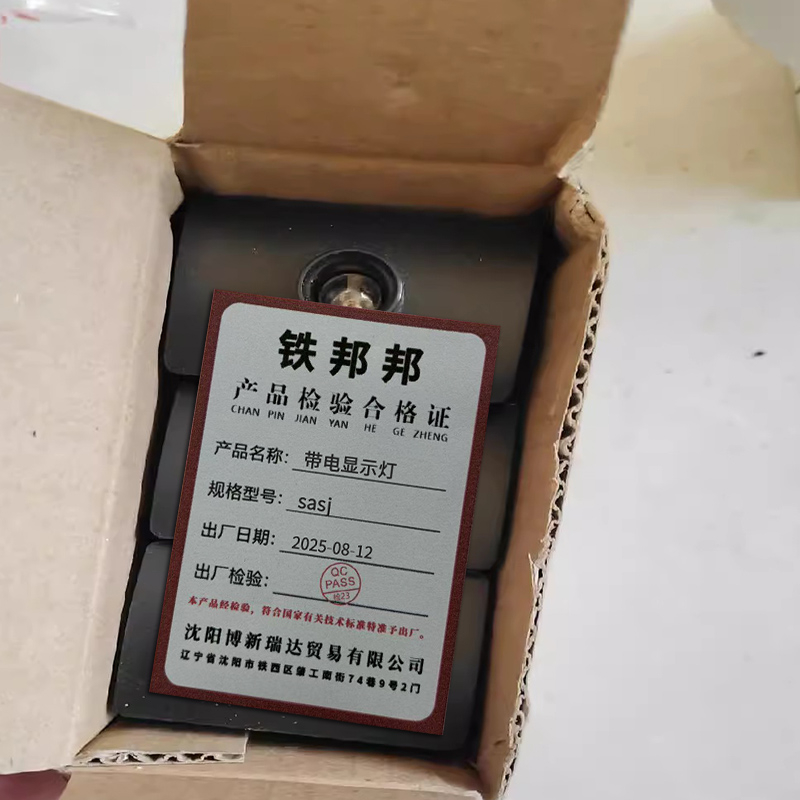 铁邦邦
产品检验合格证
CHAN PIN JIAN YAN HE GE ZHENG
产品名称：带电显示灯
规格型号：sasj
出厂日期：2025-08-12
出厂检验：
QC
PASS
检23
本产品经检验，符合国家有关技术标准特准予出厂。
沈阳博新瑞达贸易有限公司
辽宁省沈阳市铁西区肇工南街74巷9号2门